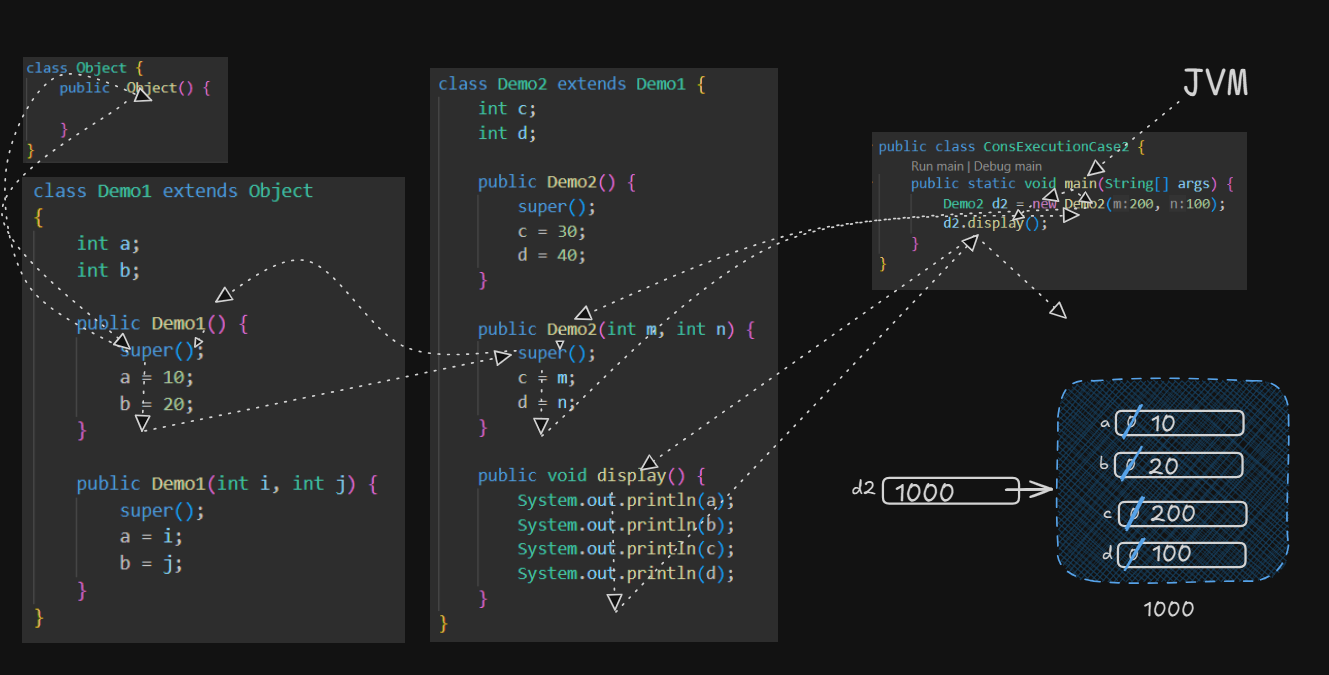 class Object {
public Object() {
}
}
class Demo1 extends Object
{
int a;
int b;
public Demo1() {
super();
a = 10;
b = 20;
}
public Demo1(int i, int j) {
super();
a = i;
b = j;
}
}
class Demo2 extends Demo1 {
int c;
int d;
public Demo2() {
super();
c = 30;
d = 40;
}
public Demo2(int m, int n) {
super();
c = m;
d = n;
}
public void display() {
System.out.println(a);
System.out.println(b);
System.out.println(c);
System.out.println(d);
}
}
JVM
public class ConsExecutionCase2 {
Run main | Debug main
public static void main(String[] args) {
Demo2 d2 = new Demo2(m:200, n:100);
d2.display();
}
}
a 0 10
b 0 20
c 0 200
d 0 100
d2 1000
1000